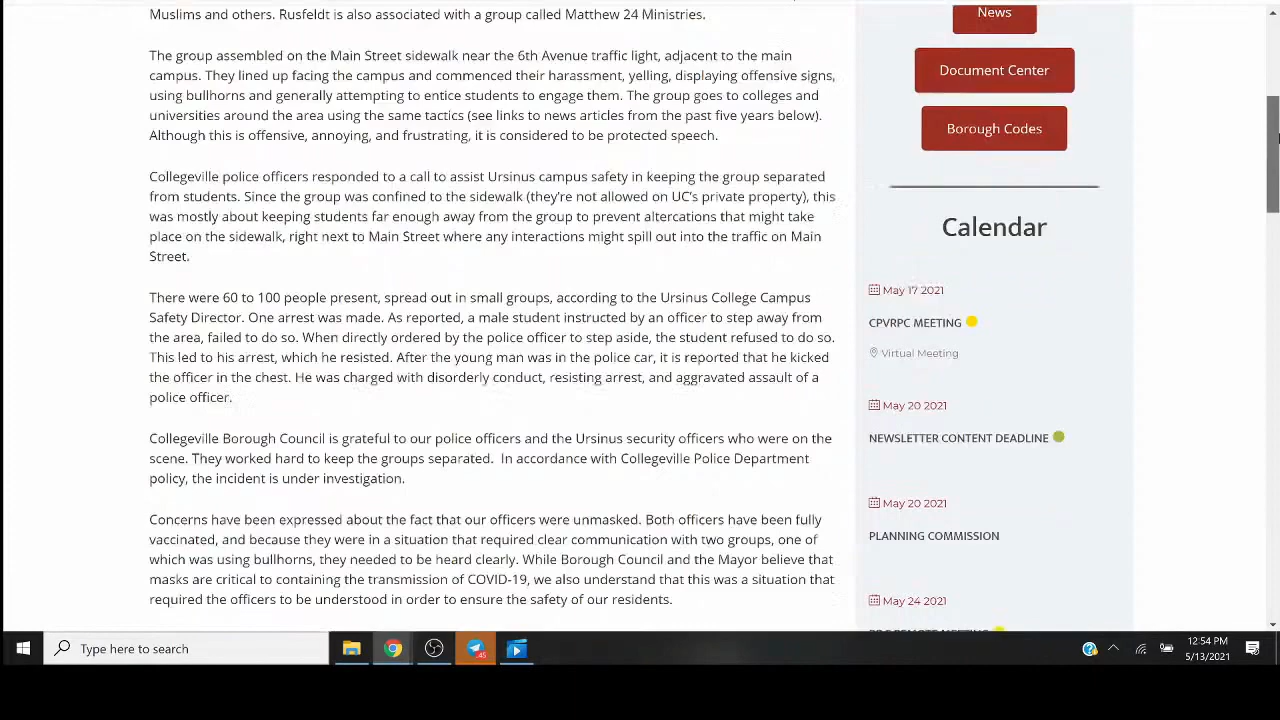 Muslims and others. Rusfeldt is also associated with a group called Matthew 24 Ministries.
The group assembled on the Main Street sidewalk near the 6th Avenue traffic light, adjacent to the main
campus. They lined up facing the campus and commenced their harassment, yelling, displaying offensive signs,
using bullhorns and generally attempting to entice students to engage them. The group goes to colleges and
universities around the area using the same tactics (see links to news articles from the past five years below).
Although this is offensive, annoying, and frustrating, it is considered to be protected speech.
Collegeville police officers responded to a call to assist Ursinus campus safety in keeping the group separated
from students. Since the group was confined to the sidewalk (they're not allowed on UC's private property), this
was mostly about keeping students far enough away from the group to prevent altercations that might take
place on the sidewalk, right next to Main Street where any interactions might spill out into the traffic on Main
Street.
There were 60 to 100 people present, spread out in small groups, according to the Ursinus College Campus
Safety Director. One arrest was made. As reported, a male student instructed by an officer to step away from
the area, failed to do so. When directly ordered by the police officer to step aside, the student refused to do so.
This led to his arrest, which he resisted. After the young man was in the police car, it is reported that he kicked
the officer in the chest. He was charged with disorderly conduct, resisting arrest, and aggravated assault of a
police officer.
Collegeville Borough Council is grateful to our police officers and the Ursinus security officers who were on the
scene. They worked hard to keep the groups separated. In accordance with Collegeville Police Department
policy, the incident is under investigation.
Concerns have been expressed about the fact that our officers were unmasked. Both officers have been fully
vaccinated, and because they were in a situation that required clear communication with two groups, one of
which was using bullhorns, they needed to be heard clearly. While Borough Council and the Mayor believe that
masks are critical to containing the transmission of COVID-19, we also understand that this was a situation that
required the officers to be understood in order to ensure the safety of our residents.
News
Document Center
Borough Codes
Calendar
May 17 2021
CPVRPC MEETING
Virtual Meeting
May 20 2021
NEWSLETTER CONTENT DEADLINE
May 20 2021
PLANNING COMMISSION
May 24 2021
Type here to search
45
12:54 PM
5/13/2021